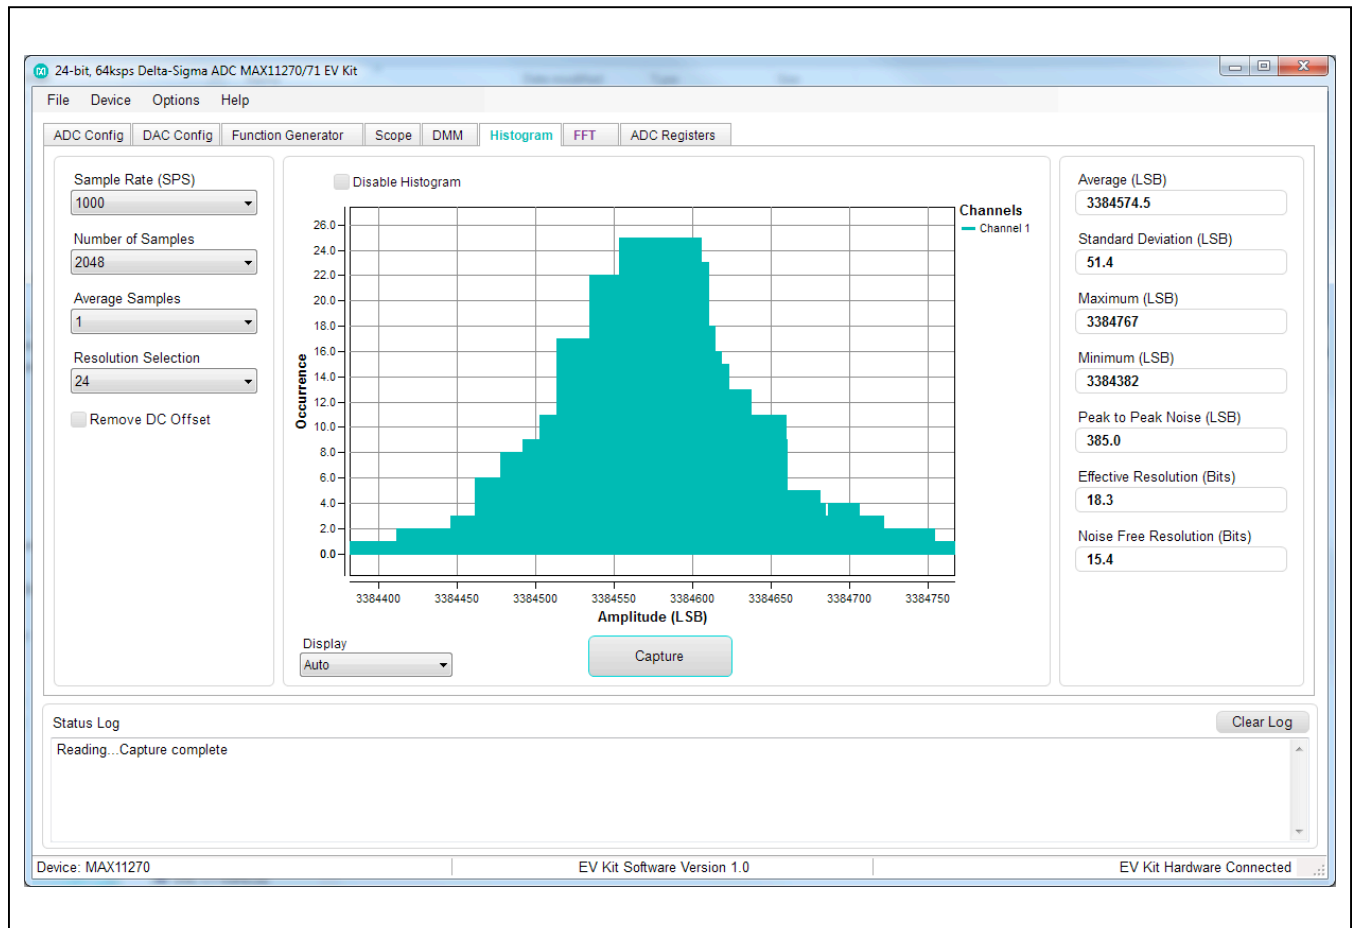 24-bit, 64ksps Delta-Sigma ADC MAX11270/71 EV Kit
File Device Options Help
ADC Config DAC Config Function Generator Scope DMM Histogram FFT ADC Registers
Sample Rate (SPS)
1000
Number of Samples
2048
Average Samples
1
Resolution Selection
24
Remove DC Offset
Disable Histogram
Channels
Channel 1
26.0
24.0
22.0
20.0
18.0
16.0
14.0
12.0
10.0
8.0
6.0
4.0
2.0
0.0
Occurrence
3384400 3384450 3384500 3384550 3384600 3384650 3384700 3384750
Amplitude (LSB)
Display
Auto
Capture
Average (LSB)
3384574.5
Standard Deviation (LSB)
51.4
Maximum (LSB)
3384767
Minimum (LSB)
3384382
Peak to Peak Noise (LSB)
385.0
Effective Resolution (Bits)
18.3
Noise Free Resolution (Bits)
15.4
Status Log
Clear Log
Reading...Capture complete
Device: MAX11270
EV Kit Software Version 1.0
EV Kit Hardware Connected